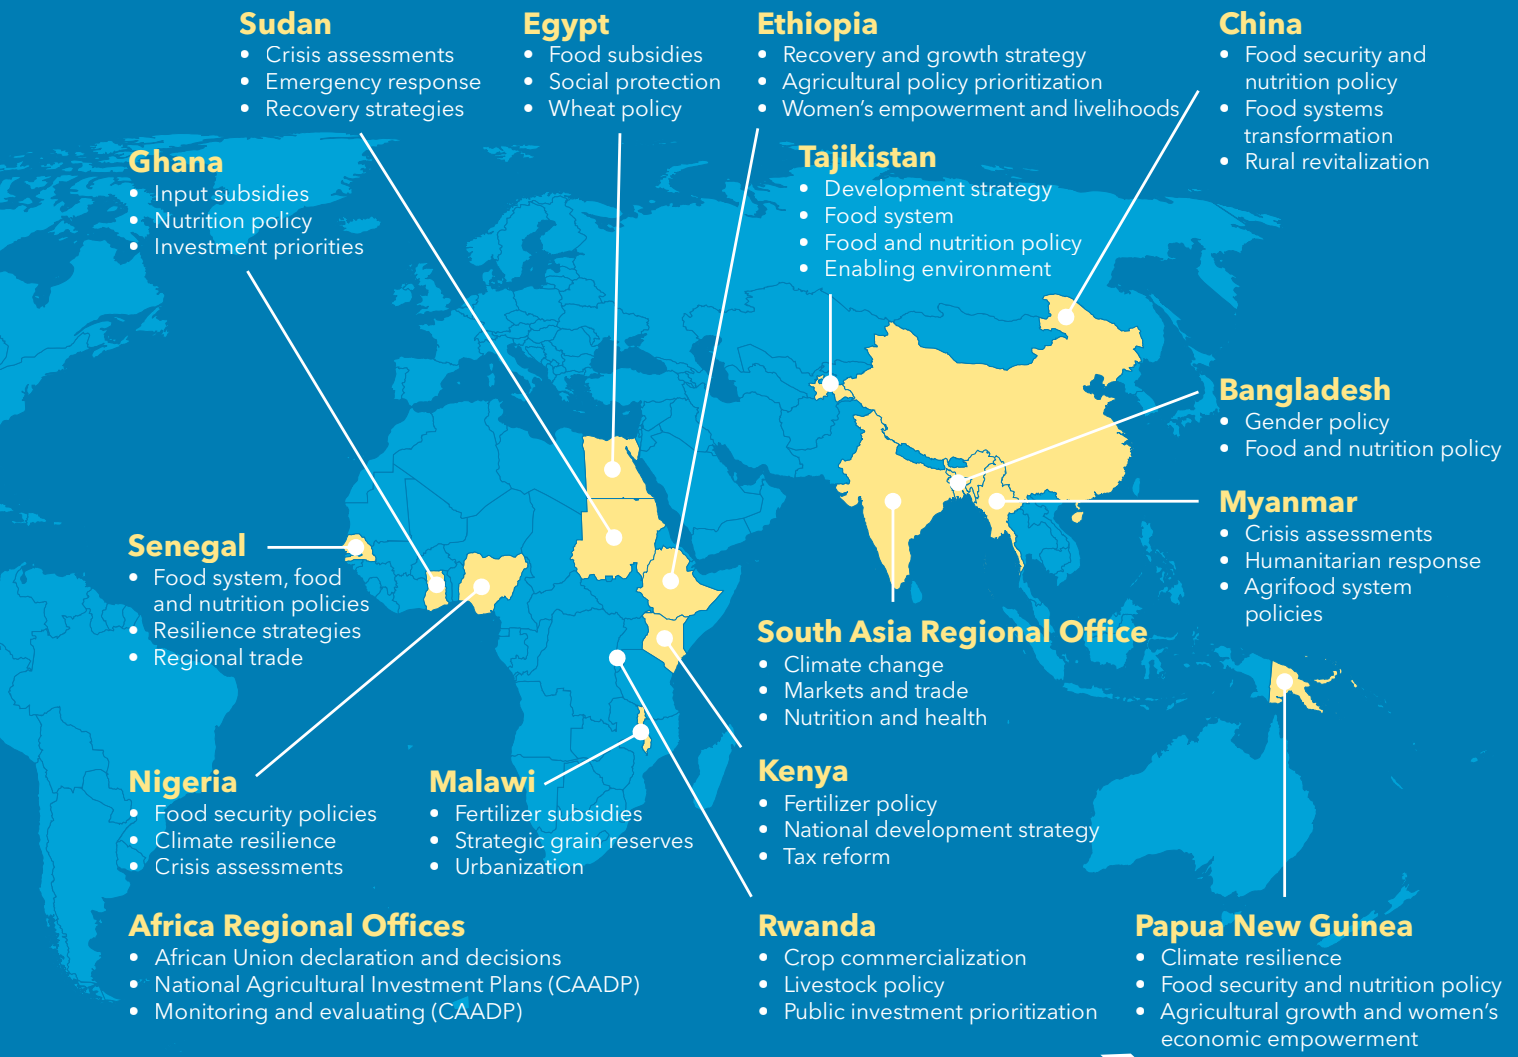 Sudan
• Crisis assessments
• Emergency response
• Recovery strategies
Egypt
• Food subsidies
• Social protection
• Wheat policy
Ethiopia
• Recovery and growth strategy
• Agricultural policy prioritization
• Women’s empowerment and livelihoods
China
• Food security and
nutrition policy
• Food systems
transformation
• Rural revitalization
Ghana
• Input subsidies
• Nutrition policy
• Investment priorities
Tajikistan
• Development strategy
• Food system
• Food and nutrition policy
• Enabling environment
Bangladesh
• Gender policy
• Food and nutrition policy
Myanmar
• Crisis assessments
• Humanitarian response
• Agrifood system
policies
Senegal
• Food system, food
and nutrition policies
• Resilience strategies
• Regional trade
South Asia Regional Office
• Climate change
• Markets and trade
• Nutrition and health
Nigeria
• Food security policies
• Climate resilience
• Crisis assessments
Malawi
• Fertilizer subsidies
• Strategic grain reserves
• Urbanization
Kenya
• Fertilizer policy
• National development strategy
• Tax reform
Africa Regional Offices
• African Union declaration and decisions
• National Agricultural Investment Plans (CAADP)
• Monitoring and evaluating (CAADP)
Rwanda
• Crop commercialization
• Livestock policy
• Public investment prioritization
Papua New Guinea
• Climate resilience
• Food security and nutrition policy
• Agricultural growth and women’s
economic empowerment